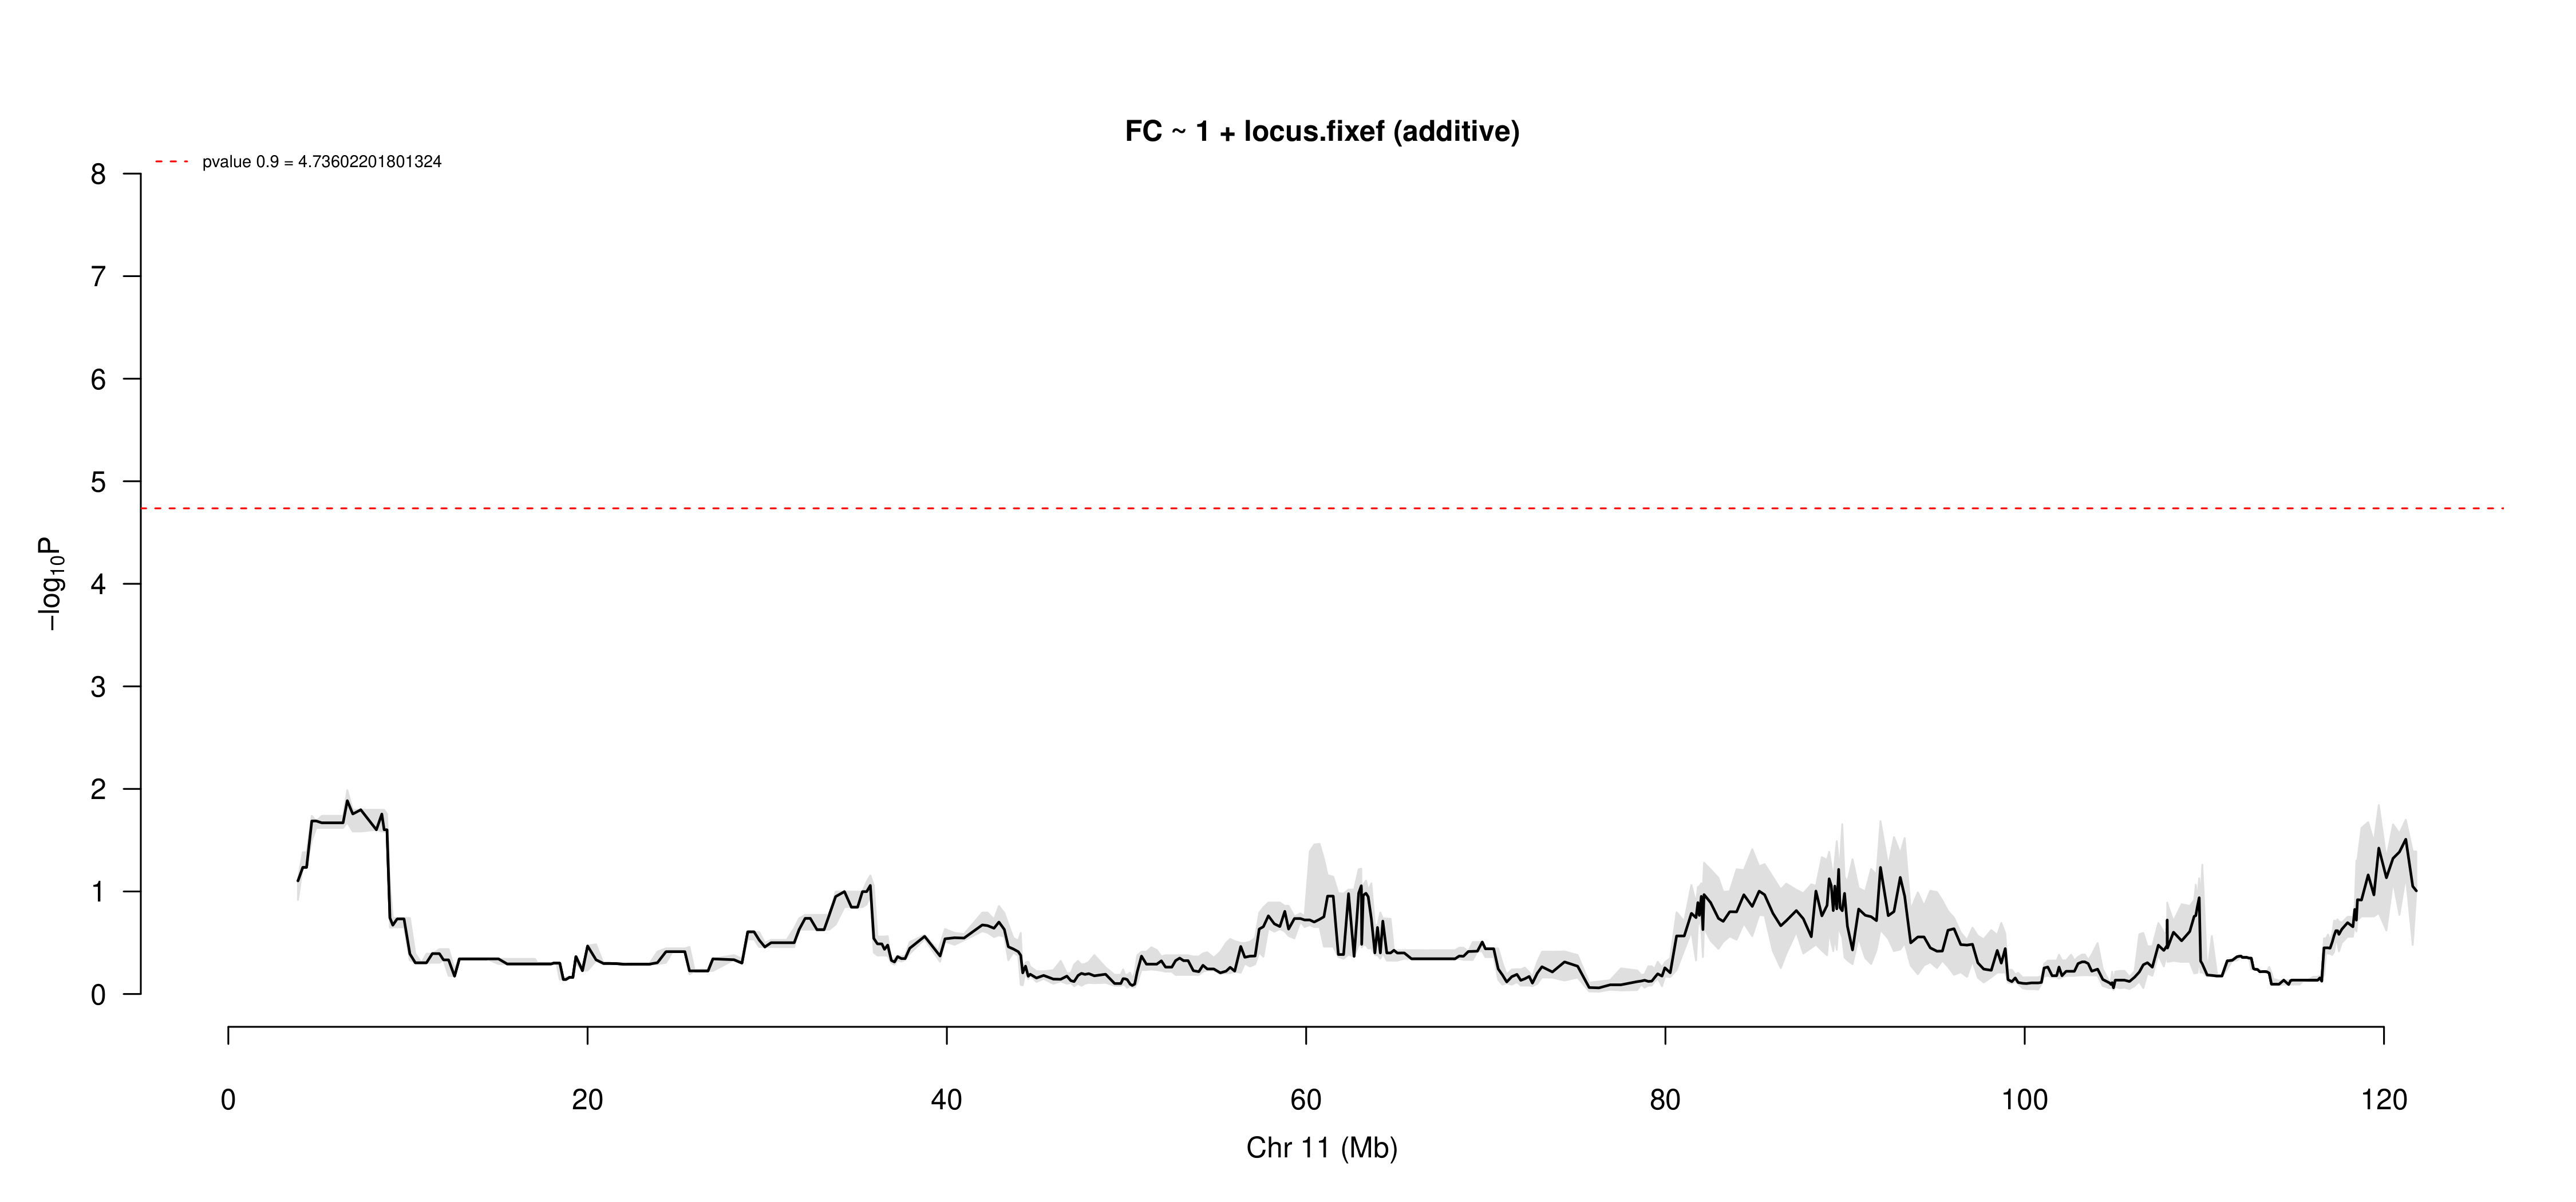 FC ~ 1 + locus.fixef (additive)
pvalue 0.9 = 4.73602201801324
8
7
6
5
4
3
2
1
0
−log10P
0 20 40 60 80 100 120
Chr 11 (Mb)